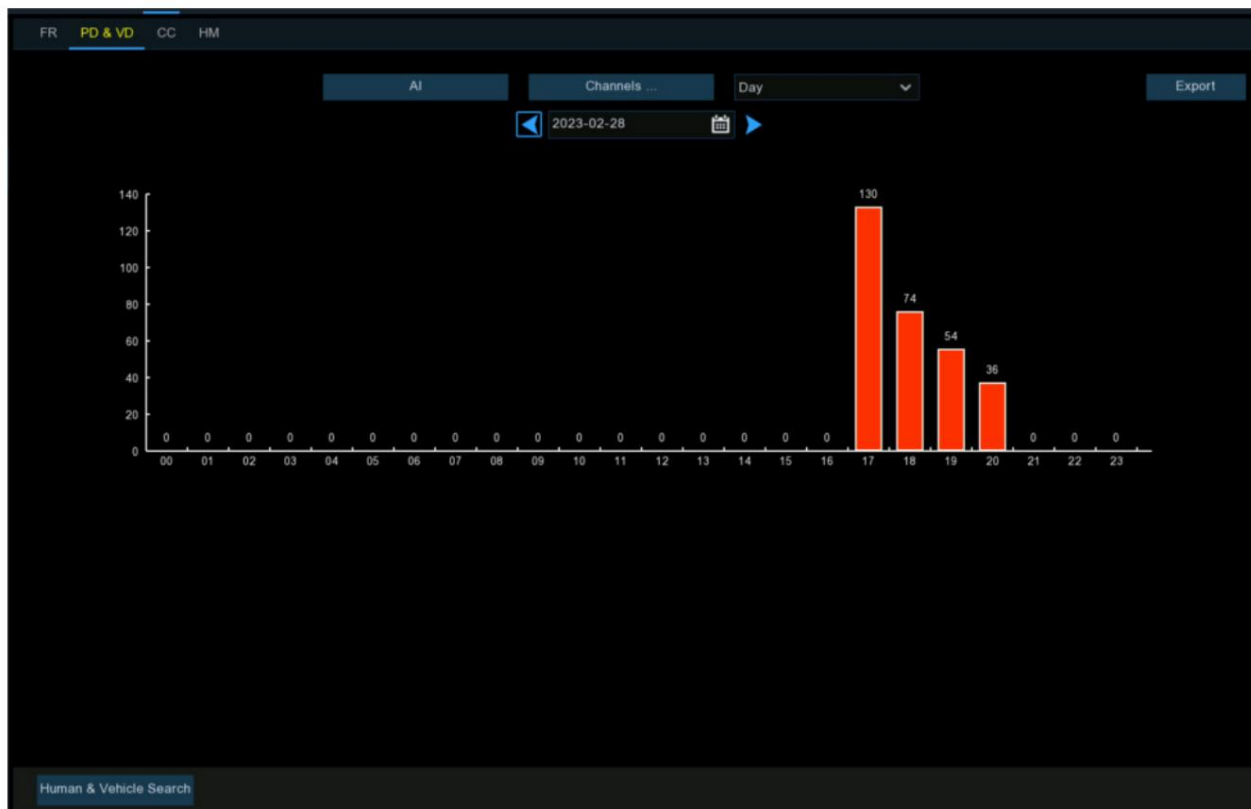 FR PD & VD CC HM
AI Channels ... Day Export
2023-02-28
140 130
120
100
80 74
60 54
40 36
20
0 0 0 0 0 0 0 0 0 0 0 0 0 0 0 0 0 0 0 0
0
00 01 02 03 04 05 06 07 08 09 10 11 12 13 14 15 16 17 18 19 20 21 22 23
Human & Vehicle Search